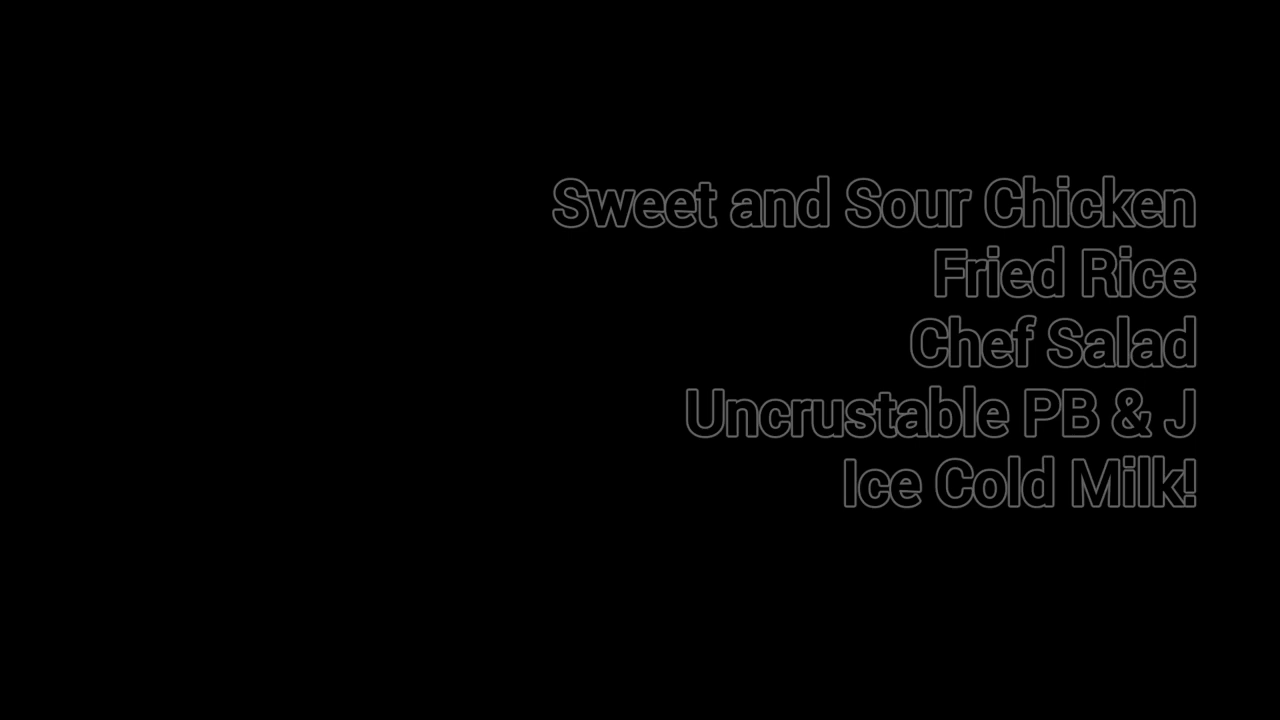 Sweet and Sour Chicken
Fried Rice
Chef Salad
Uncrustable PB & J
Ice Cold Milk!